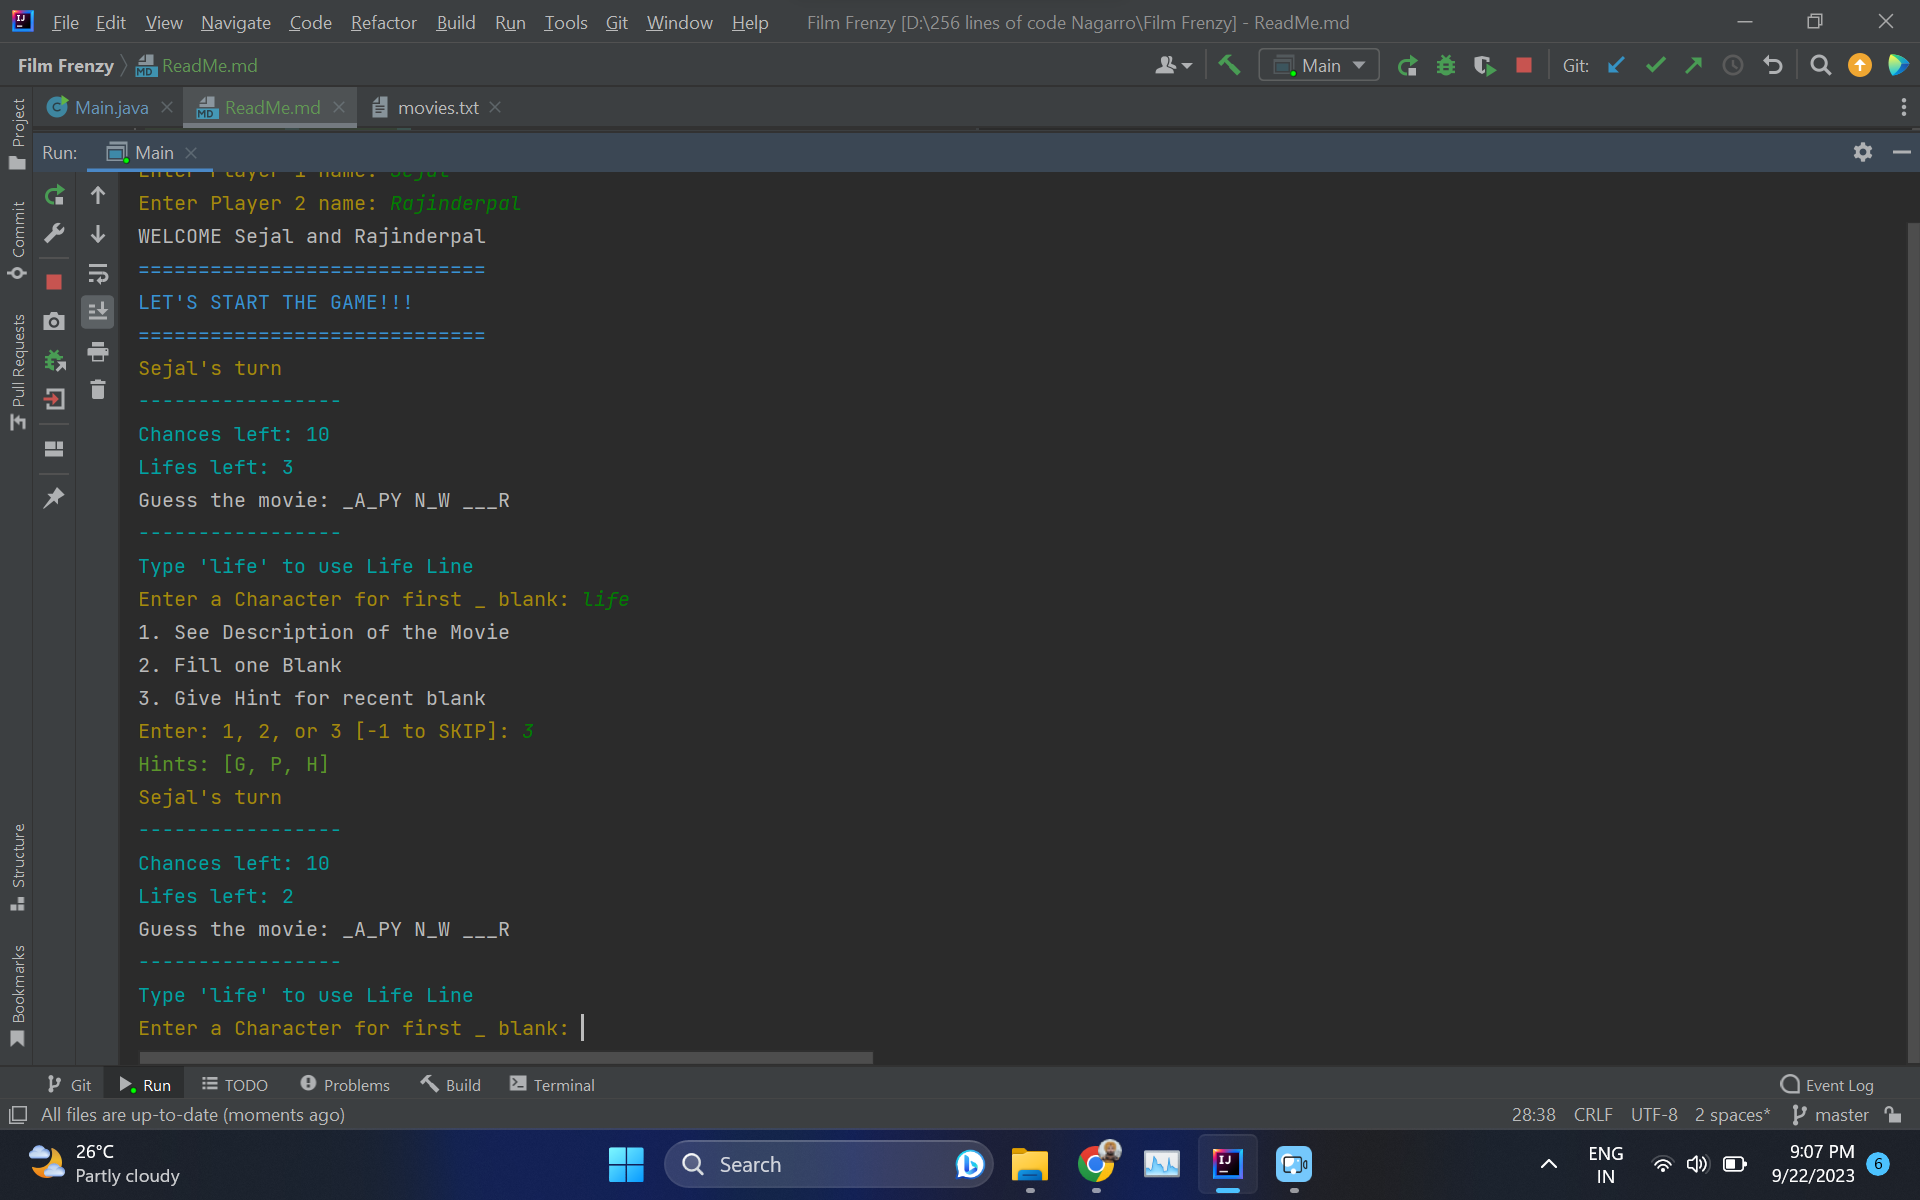 File Edit View Navigate Code Refactor Build Run Tools Git Window Help Film Frenzy [D:\256 lines of code Nagarro\Film Frenzy] - ReadMe.md
Film Frenzy ReadMe.md Main Git:
Main.java ReadMe.md movies.txt
Project
Commit
Pull Requests
Structure
Bookmarks
Run: Main
Enter Player 1 name: Sejal
Enter Player 2 name: Rajinderpal
WELCOME Sejal and Rajinderpal
=============================
LET'S START THE GAME!!!
=============================
Sejal's turn
-----------------
Chances left: 10
Lifes left: 3
Guess the movie: _A_PY N_W ___R
-----------------
Type 'life' to use Life Line
Enter a Character for first _ blank: life
1. See Description of the Movie
2. Fill one Blank
3. Give Hint for recent blank
Enter: 1, 2, or 3 [-1 to SKIP]: 3
Hints: [G, P, H]
Sejal's turn
-----------------
Chances left: 10
Lifes left: 2
Guess the movie: _A_PY N_W ___R
-----------------
Type 'life' to use Life Line
Enter a Character for first _ blank:
Git Run TODO Problems Build Terminal Event Log
All files are up-to-date (moments ago) 28:38 CRLF UTF-8 2 spaces* master
26°C
Partly cloudy
Search
ENG
IN
9:07 PM
9/22/2023
6